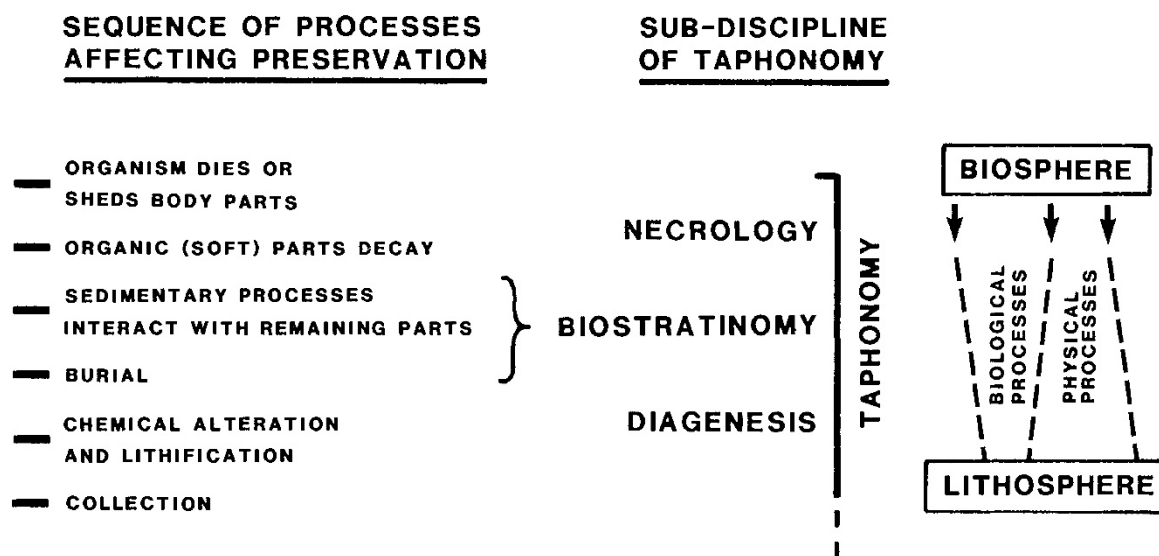 SEQUENCE OF PROCESSES
AFFECTING PRESERVATION
SUB-DISCIPLINE
OF TAPHONOMY
ORGANISM DIES OR
SHEDS BODY PARTS
ORGANIC (SOFT) PARTS DECAY
SEDIMENTARY PROCESSES
INTERACT WITH REMAINING PARTS
BURIAL
CHEMICAL ALTERATION
AND LITHIFICATION
COLLECTION
NECROLOGY
BIOSTRATINOMY
DIAGENESIS
TAPHONOMY
BIOSPHERE
BIOLOGICAL
PROCESSES
PHYSICAL
PROCESSES
LITHOSPHERE